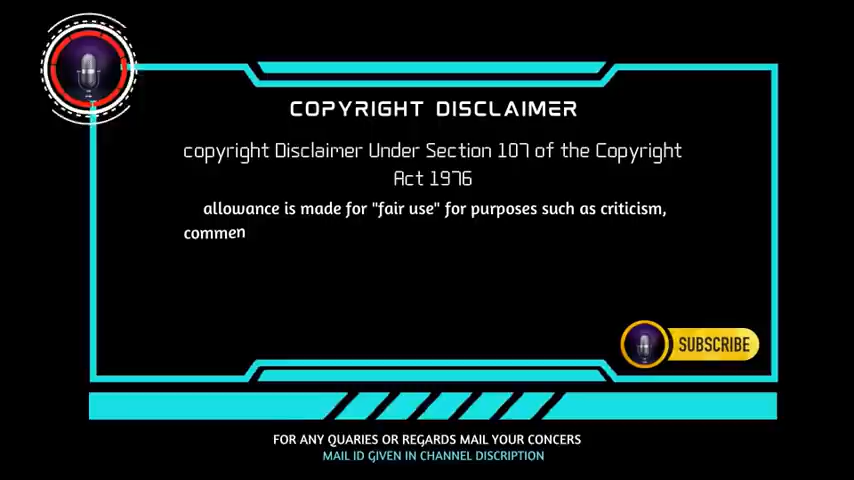 COPYRIGHT DISCLAIMER
copyright Disclaimer Under Section 107 of the Copyright
Act 1976
allowance is made for "fair use" for purposes such as criticism,
commen
SUBSCRIBE
FOR ANY QUARIES OR REGARDS MAIL YOUR CONCERS
MAIL ID GIVEN IN CHANNEL DISCRIPTION